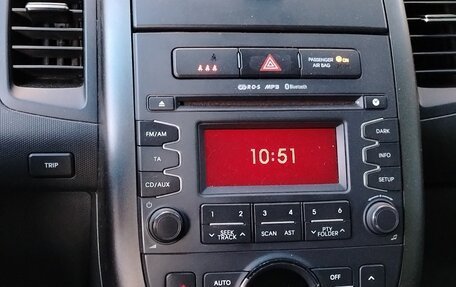 PASSENGER
AIR BAG ON
R·D·S MP3 Bluetooth
FM/AM
DARK
TA
10:51
INFO
TRIP
CD/AUX
SETUP
1 2 3 4 5 6
SEEK
TRACK
SCAN AST
PTY
FOLDER
AUTO
OFF